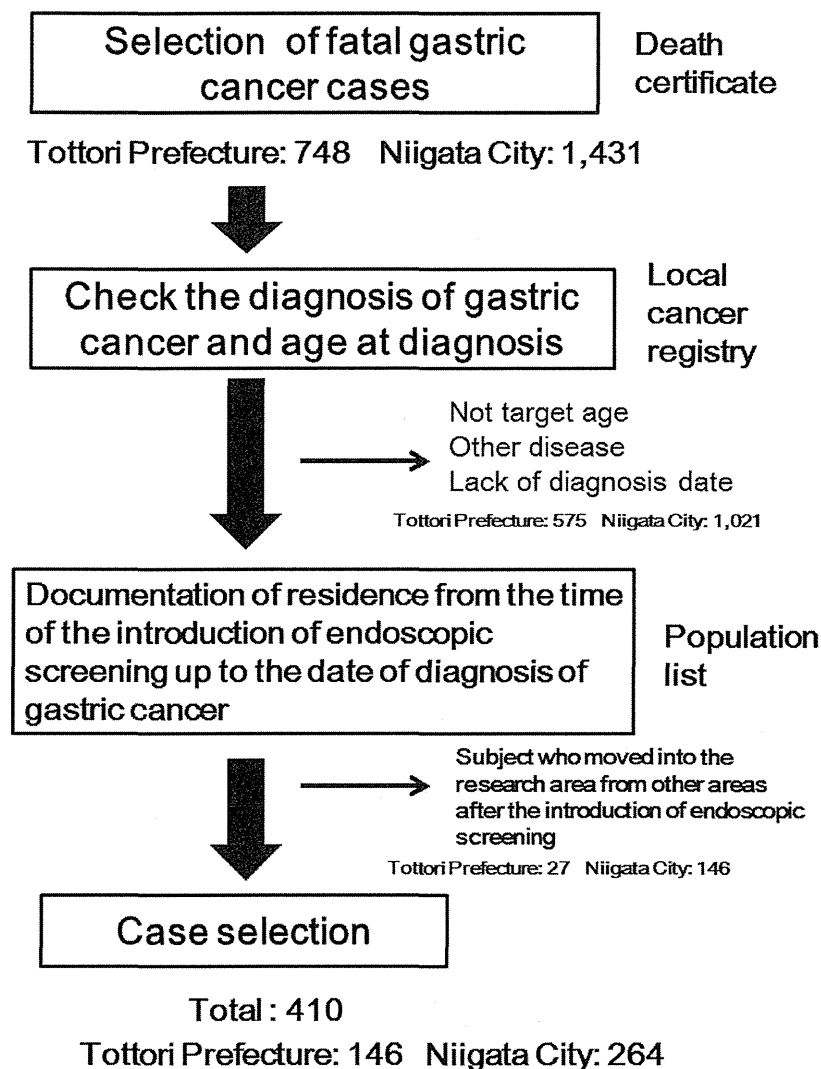 Selection of fatal gastric
cancer cases
Death
certificate
Tottori Prefecture: 748 Niigata City: 1,431
Check the diagnosis of gastric
cancer and age at diagnosis
Local
cancer
registry
Not target age
Other disease
Lack of diagnosis date
Tottori Prefecture: 575 Niigata City: 1,021
Documentation of residence from the time
of the introduction of endoscopic
screening up to the date of diagnosis of
gastric cancer
Population
list
Subject who moved into the
research area from other areas
after the introduction of endoscopic
screening
Tottori Prefecture: 27 Niigata City: 146
Case selection
Total : 410
Tottori Prefecture: 146 Niigata City: 264